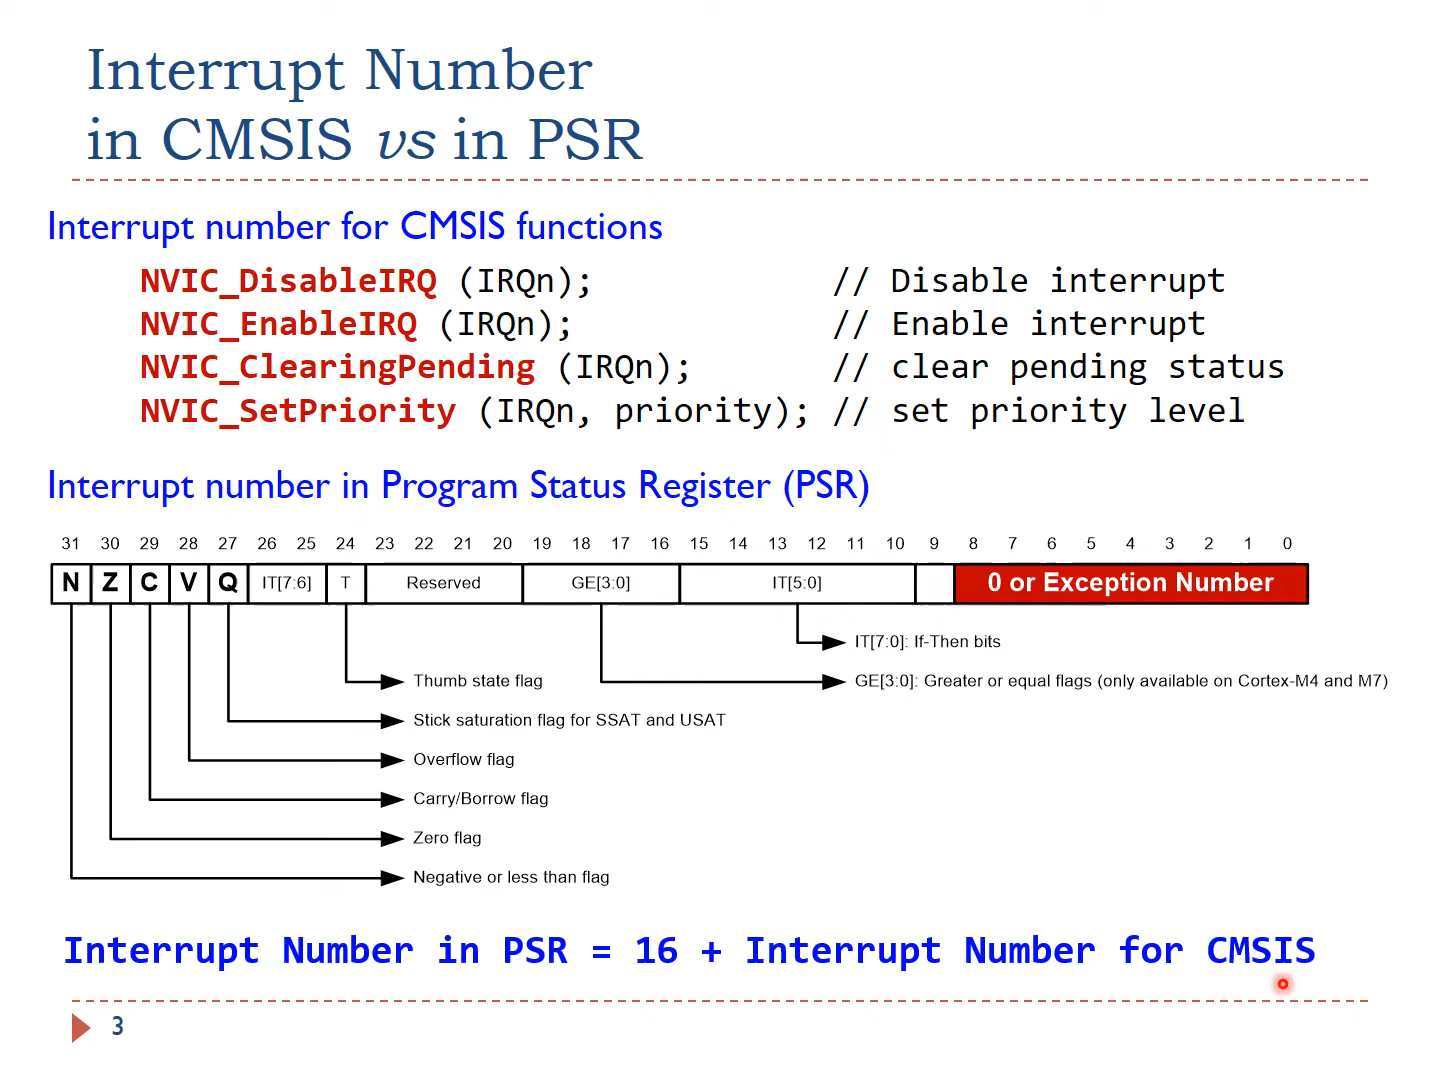 Interrupt Number
in CMSIS vs in PSR
Interrupt number for CMSIS functions
NVIC_DisableIRQ (IRQn); // Disable interrupt
NVIC_EnableIRQ (IRQn); // Enable interrupt
NVIC_ClearingPending (IRQn); // clear pending status
NVIC_SetPriority (IRQn, priority); // set priority level
Interrupt number in Program Status Register (PSR)
31 30 29 28 27 26 25 24 23 22 21 20 19 18 17 16 15 14 13 12 11 10 9 8 7 6 5 4 3 2 1 0
N Z C V Q IT[7:6] T Reserved GE[3:0] IT[5:0] 0 or Exception Number
IT[7:0]: If-Then bits
Thumb state flag GE[3:0]: Greater or equal flags (only available on Cortex-M4 and M7)
Stick saturation flag for SSAT and USAT
Overflow flag
Carry/Borrow flag
Zero flag
Negative or less than flag
Interrupt Number in PSR = 16 + Interrupt Number for CMSIS
3